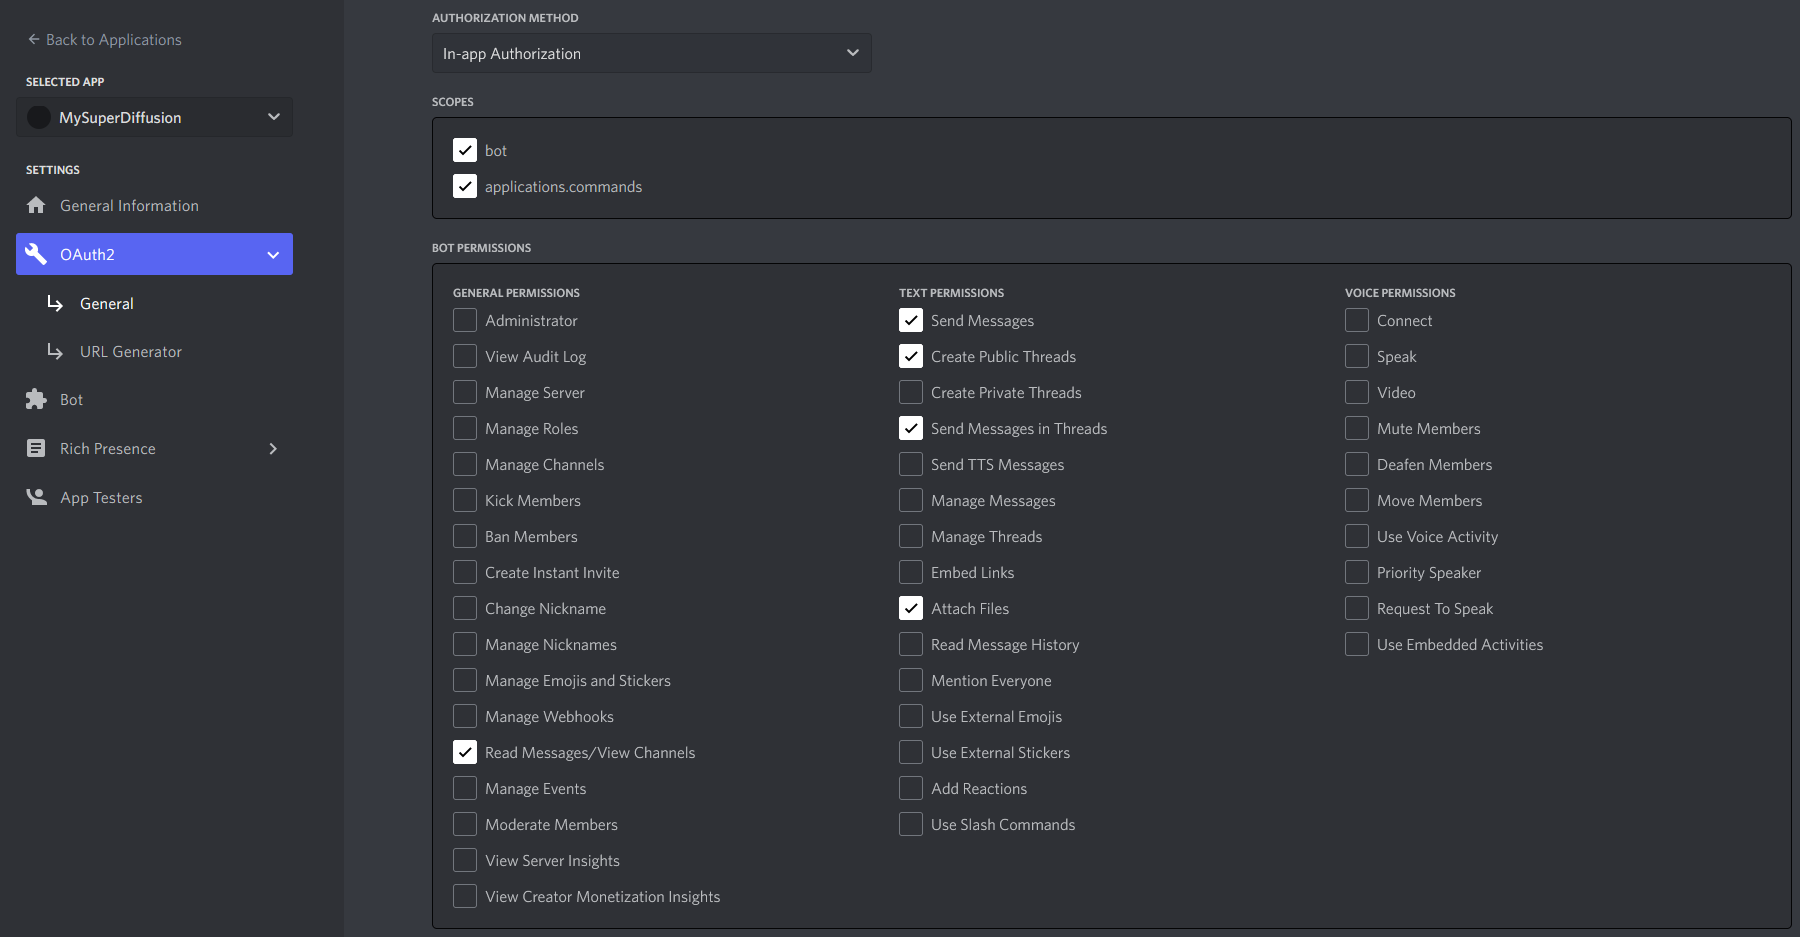 Back to Applications
SELECTED APP
MySuperDiffusion
SETTINGS
General Information
OAuth2
General
URL Generator
Bot
Rich Presence
App Testers
AUTHORIZATION METHOD
In-app Authorization
SCOPES
bot
applications.commands
BOT PERMISSIONS
GENERAL PERMISSIONS
Administrator
View Audit Log
Manage Server
Manage Roles
Manage Channels
Kick Members
Ban Members
Create Instant Invite
Change Nickname
Manage Nicknames
Manage Emojis and Stickers
Manage Webhooks
Read Messages/View Channels
Manage Events
Moderate Members
View Server Insights
View Creator Monetization Insights
TEXT PERMISSIONS
Send Messages
Create Public Threads
Create Private Threads
Send Messages in Threads
Send TTS Messages
Manage Messages
Manage Threads
Embed Links
Attach Files
Read Message History
Mention Everyone
Use External Emojis
Use External Stickers
Add Reactions
Use Slash Commands
VOICE PERMISSIONS
Connect
Speak
Video
Mute Members
Deafen Members
Move Members
Use Voice Activity
Priority Speaker
Request To Speak
Use Embedded Activities